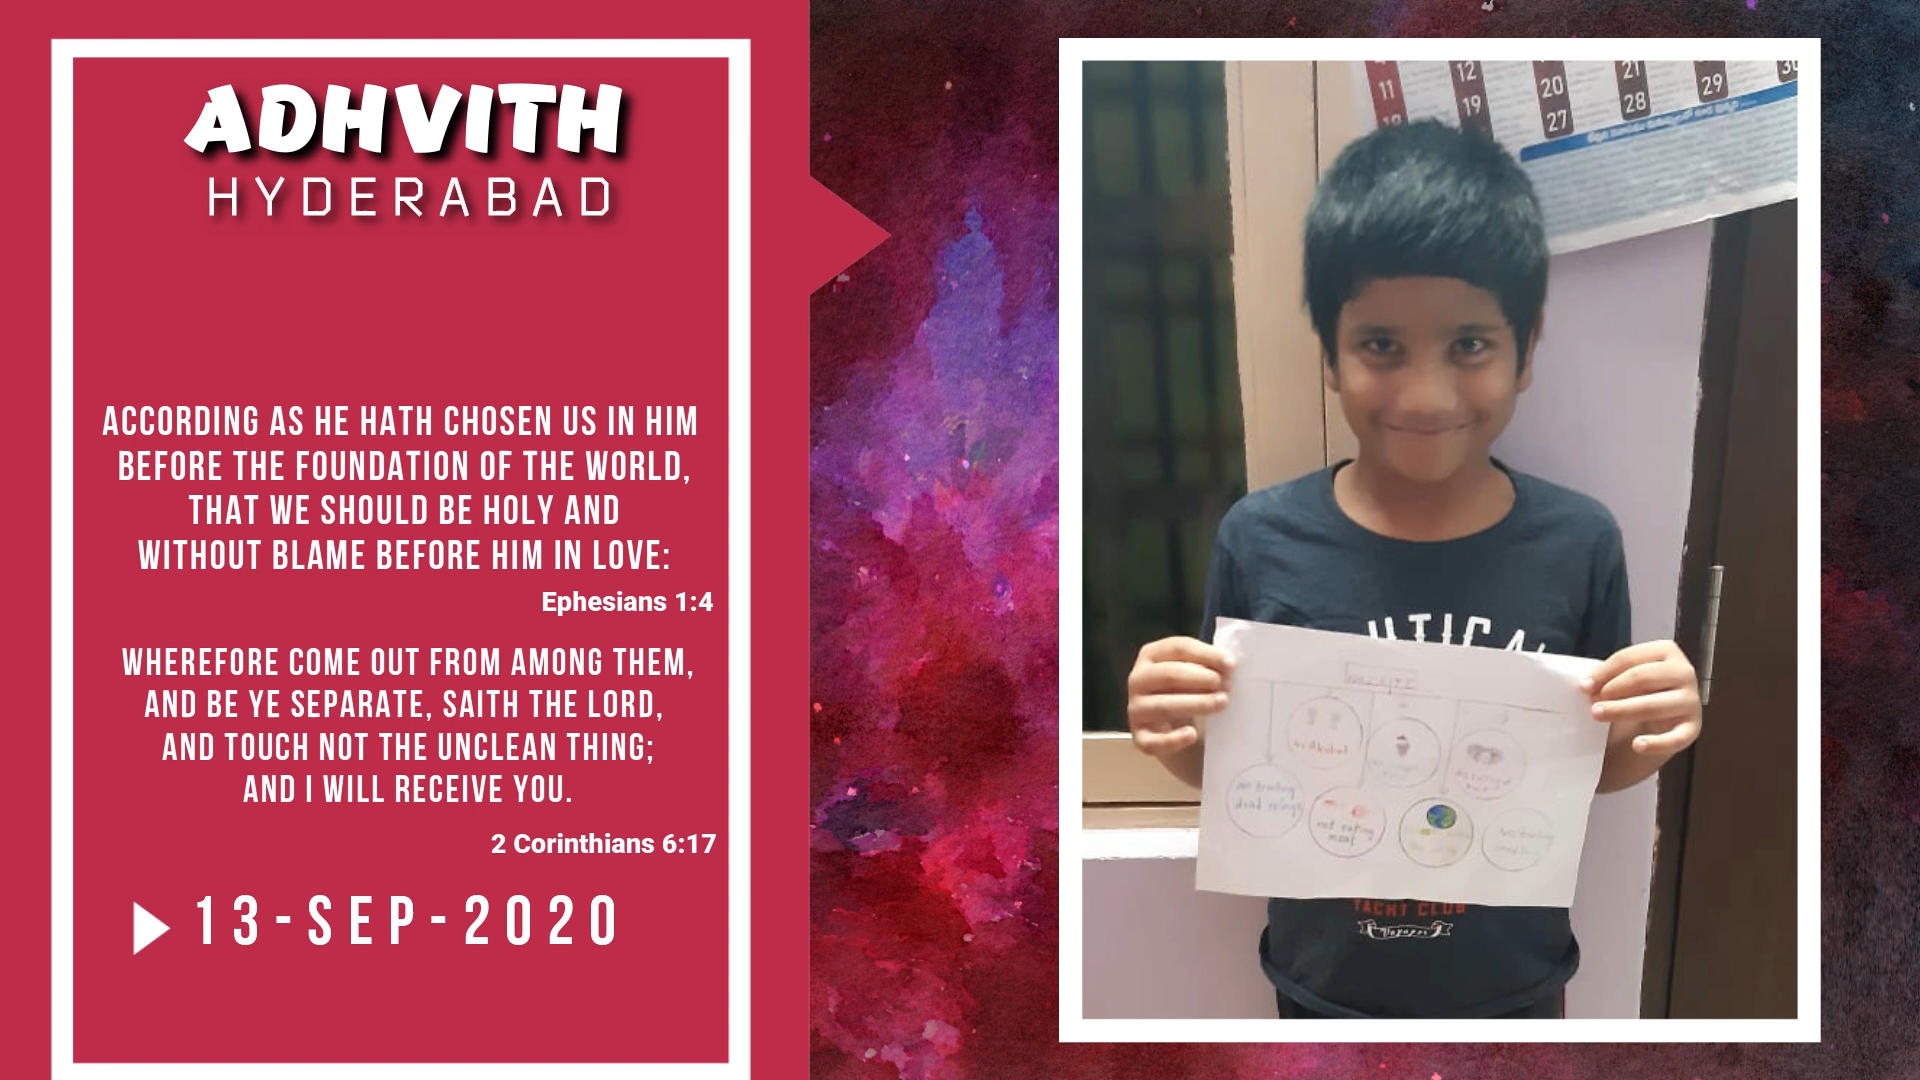 ADHVITH
HYDERABAD
ACCORDING AS HE HATH CHOSEN US IN HIM
BEFORE THE FOUNDATION OF THE WORLD,
THAT WE SHOULD BE HOLY AND
WITHOUT BLAME BEFORE HIM IN LOVE:
Ephesians 1:4
WHEREFORE COME OUT FROM AMONG THEM,
AND BE YE SEPARATE, SAITH THE LORD,
AND TOUCH NOT THE UNCLEAN THING;
AND I WILL RECEIVE YOU.
2 Corinthians 6:17
13-SEP-2020
12 21 30
11 20 29
19 28
27
not eating
meat
YACHT CLUB